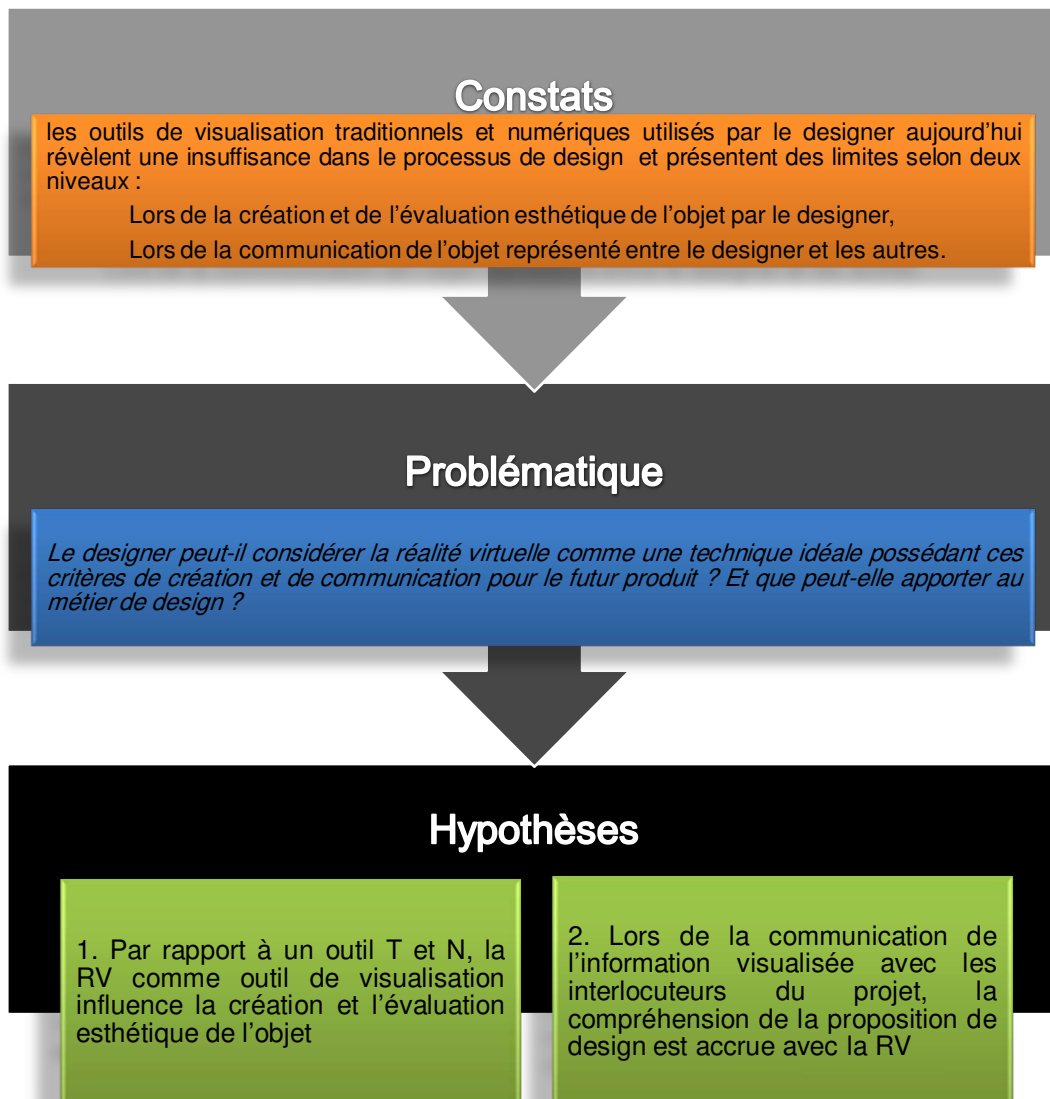 Constats
les outils de visualisation traditionnels et numériques utilisés par le designer aujourd’hui
révèlent une insuffisance dans le processus de design et présentent des limites selon deux
niveaux :
Lors de la création et de l’évaluation esthétique de l’objet par le designer,
Lors de la communication de l’objet représenté entre le designer et les autres.
Problématique
Le designer peut-il considérer la réalité virtuelle comme une technique idéale possédant ces
critères de création et de communication pour le futur produit ? Et que peut-elle apporter au
métier de design ?
Hypothèses
1. Par rapport à un outil T et N, la
RV comme outil de visualisation
influence la création et l’évaluation
esthétique de l’objet
2. Lors de la communication de
l’information visualisée avec les
interlocuteurs du projet, la
compréhension de la proposition de
design est accrue avec la RV